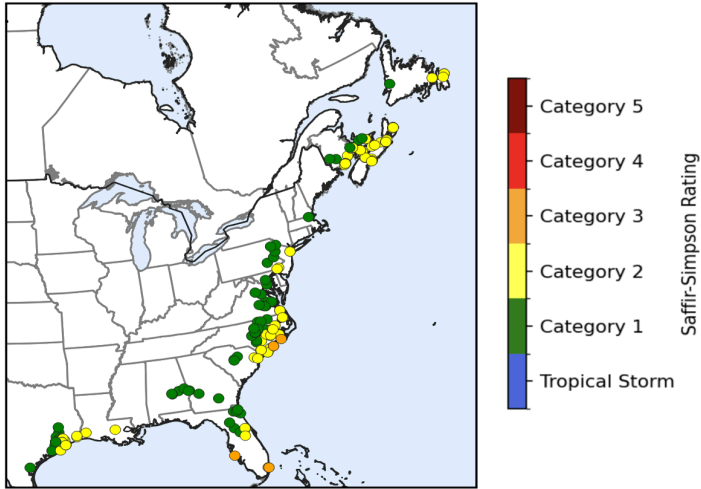 Category 5
Category 4
Category 3
Category 2
Category 1
Tropical Storm
Saffir-Simpson Rating